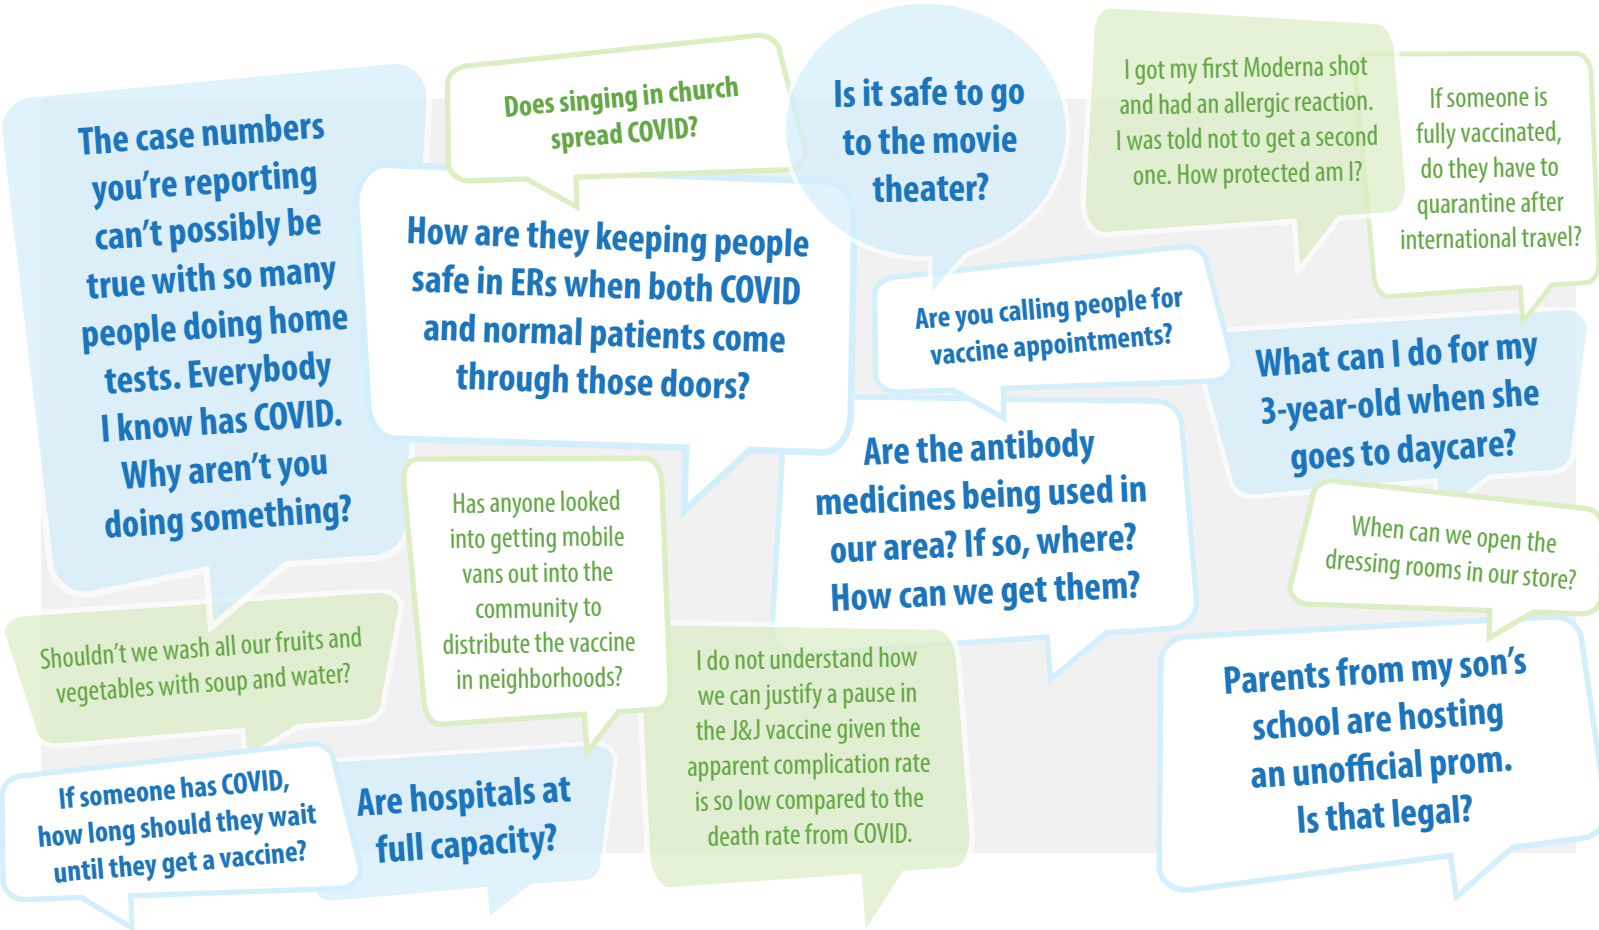 The case numbers
you're reporting
can't possibly be
true with so many
people doing home
tests. Everybody
I know has COVID.
Why aren't you
doing something?
Does singing in church
spread COVID?
Is it safe to go
to the movie
theater?
I got my first Moderna shot
and had an allergic reaction.
I was told not to get a second
one. How protected am I?
If someone is
fully vaccinated,
do they have to
quarantine after
international travel?
How are they keeping people
safe in ERs when both COVID
and normal patients come
through those doors?
Are you calling people for
vaccine appointments?
What can I do for my
3-year-old when she
goes to daycare?
Are the antibody
medicines being used in
our area? If so, where?
How can we get them?
Has anyone looked
into getting mobile
vans out into the
community to
distribute the vaccine
in neighborhoods?
When can we open the
dressing rooms in our store?
Shouldn't we wash all our fruits and
vegetables with soup and water?
I do not understand how
we can justify a pause in
the J&J vaccine given the
apparent complication rate
is so low compared to the
death rate from COVID.
Parents from my son's
school are hosting
an unofficial prom.
Is that legal?
If someone has COVID,
how long should they wait
until they get a vaccine?
Are hospitals at
full capacity?